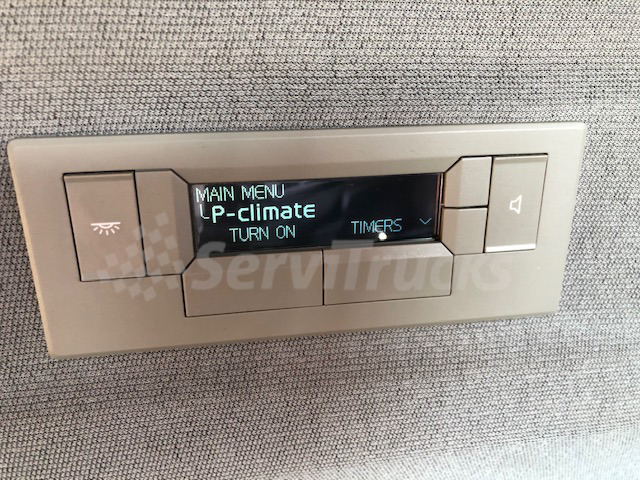 MAIN MENU
P-climate
TURN ON TIMERS
ServiTrucks